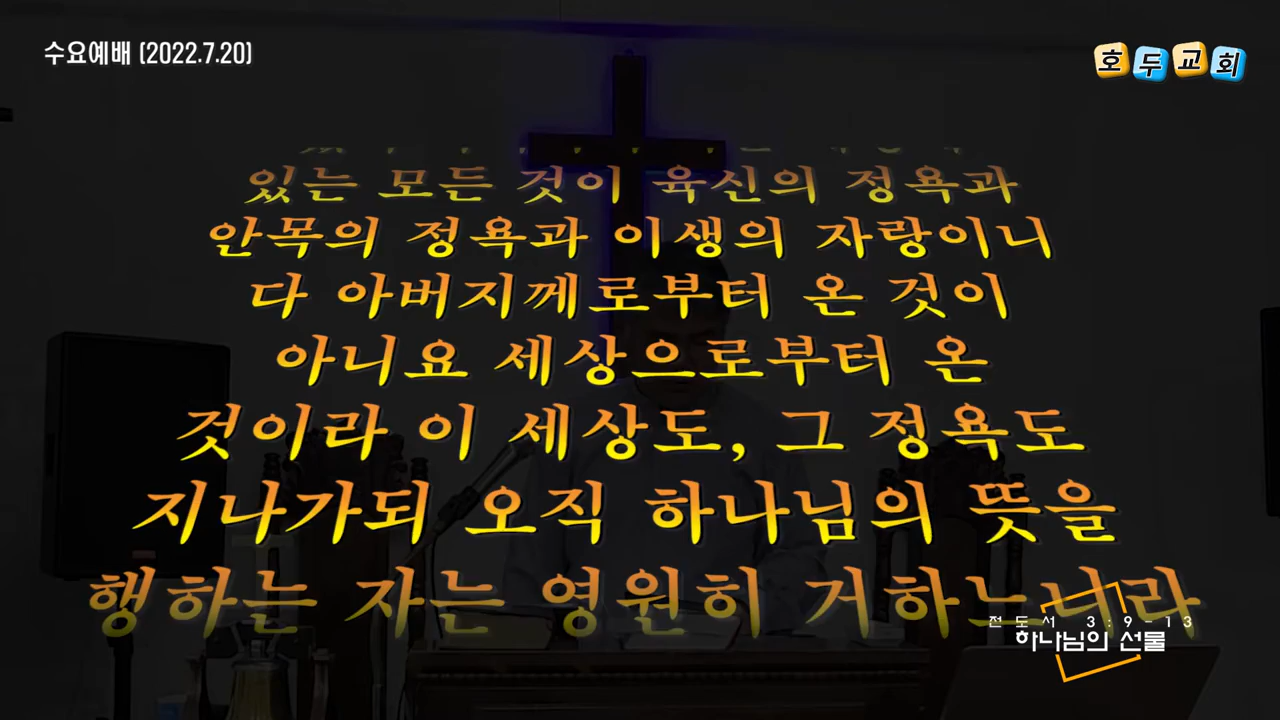 수요예배 (2022.7.20)
호두교회
있는 모든 것이 육신의 정욕과
안목의 정욕과 이생의 자랑이니
다 아버지께로부터 온 것이
아니요 세상으로부터 온
것이라 이 세상도, 그 정욕도
지나가되 오직 하나님의 뜻을
행하는 자는 영원히 거하느니라
전도서 3:9-13
하나님의 선물